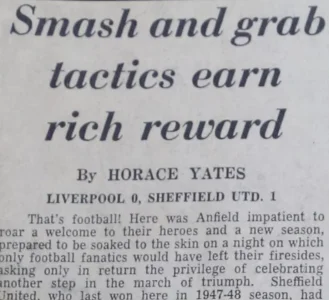 Smash and grab
tactics earn
rich reward
By HORACE YATES
LIVERPOOL 0, SHEFFIELD UTD. 1
That's football! Here was Anfield impatient to
roar a welcome to their heroes and a new season,
prepared to be soaked to the skin on a night on which
only football fanatics would have left their firesides,
asking only in return the privilege of celebrating
another step in the march of triumph. Sheffield
United, who last won here in 1947-48 season, had